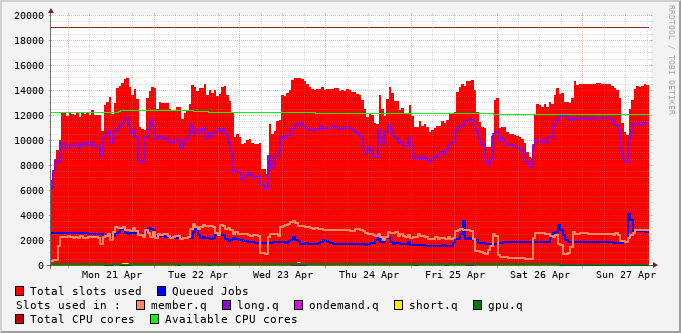 RRDTOOL / TOBI OETIKER
20000
18000
16000
14000
12000
10000
8000
6000
4000
2000
0
Mon 21 Apr Tue 22 Apr Wed 23 Apr Thu 24 Apr Fri 25 Apr Sat 26 Apr Sun 27 Apr
Total slots used Queued Jobs
Slots used in : member.q long.q ondemand.q short.q gpu.q
Total CPU cores Available CPU cores